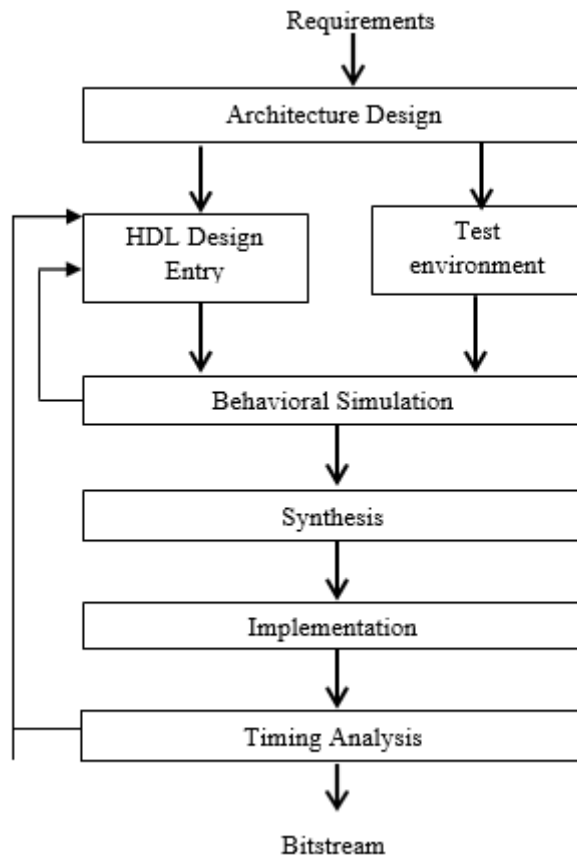 Requirements
Architecture Design
HDL Design
Entry
Test
environment
Behavioral Simulation
Synthesis
Implementation
Timing Analysis
Bitstream